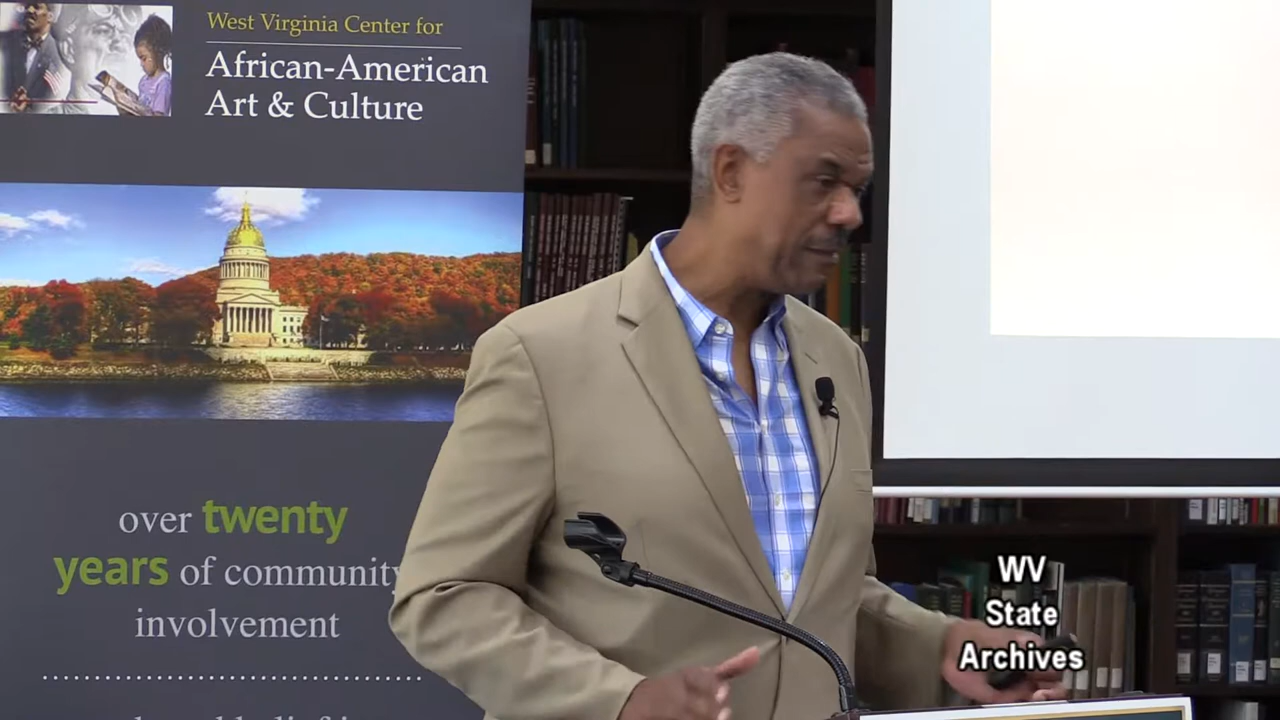 West Virginia Center for
African-American
Art & Culture
over twenty
years of community
involvement
WV
State
Archives